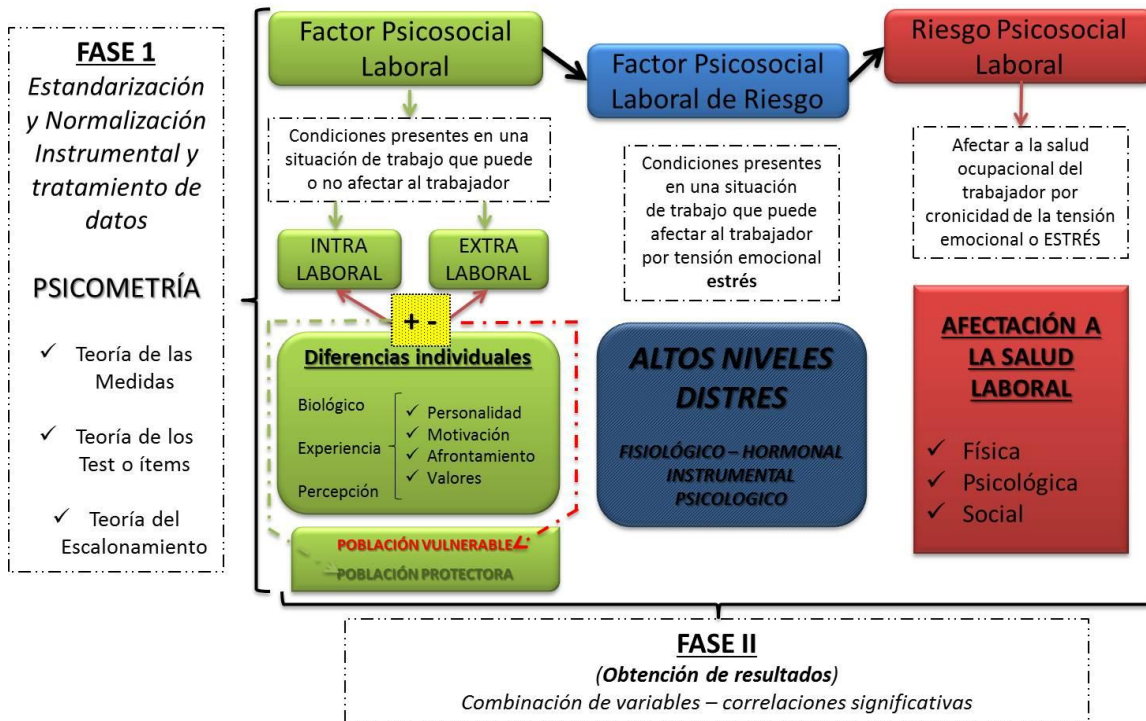 FASE 1
Estandarización
y Normalización
Instrumental y
tratamiento de
datos
PSICOMETRÍA
✓ Teoría de las
Medidas
✓ Teoría de los
Test o ítems
✓ Teoría del
Escalonamiento
Factor Psicosocial
Laboral
Condiciones presentes en una
situación de trabajo que puede
o no afectar al trabajador
INTRA
LABORAL
EXTRA
LABORAL
+ -
Diferencias individuales
Biológico
Experiencia
Percepción
✓ Personalidad
✓ Motivación
✓ Afrontamiento
✓ Valores
POBLACIÓN VULNERABLE
POBLACIÓN PROTECTORA
Factor Psicosocial
Laboral de Riesgo
Condiciones presentes
en una situación
de trabajo que puede
afectar al trabajador
por tensión emocional
estrés
ALTOS NIVELES
DISTRES
FISIOLÓGICO – HORMONAL
INSTRUMENTAL
PSICOLOGICO
Riesgo Psicosocial
Laboral
Afectar a la salud
ocupacional del
trabajador por
cronicidad de la tensión
emocional o ESTRÉS
AFECTACIÓN A
LA SALUD
LABORAL
✓ Física
✓ Psicológica
✓ Social
FASE II
(Obtención de resultados)
Combinación de variables – correlaciones significativas